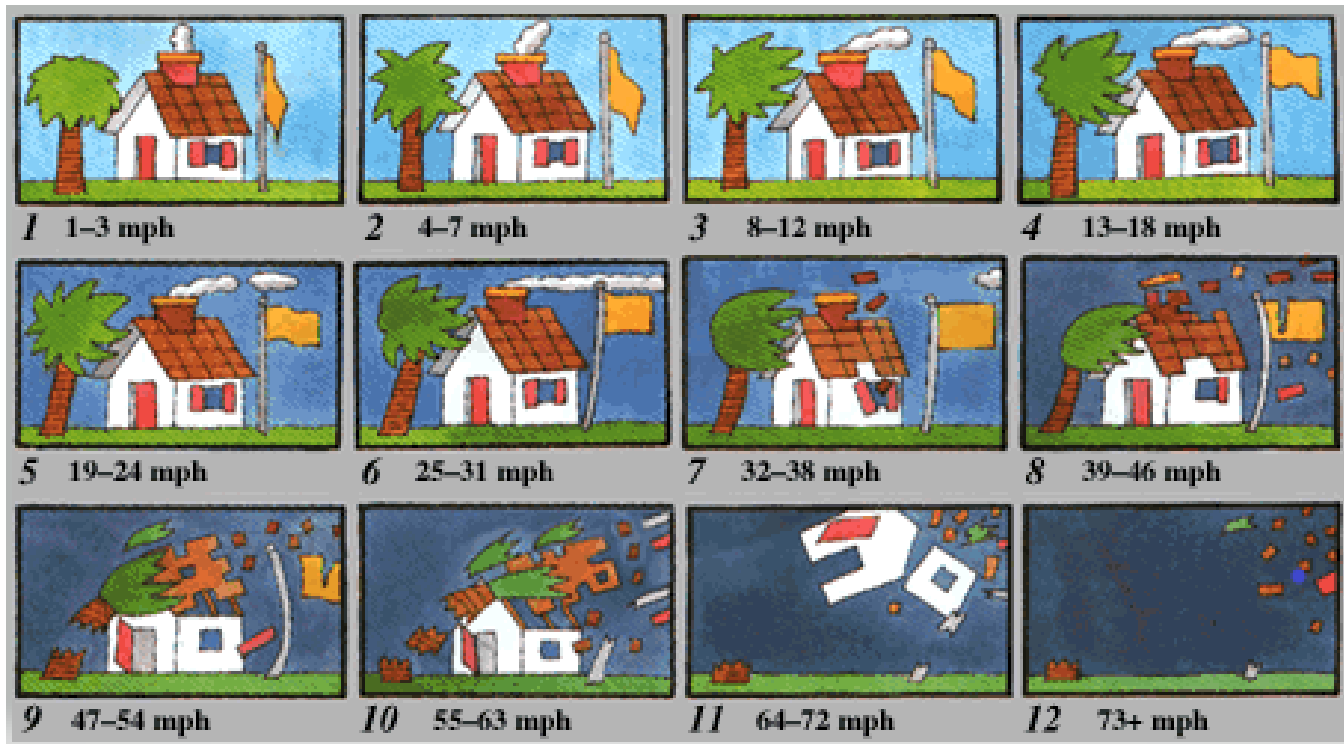 1 1–3 mph
2 4–7 mph
3 8–12 mph
4 13–18 mph
5 19–24 mph
6 25–31 mph
7 32–38 mph
8 39–46 mph
9 47–54 mph
10 55–63 mph
11 64–72 mph
12 73+ mph